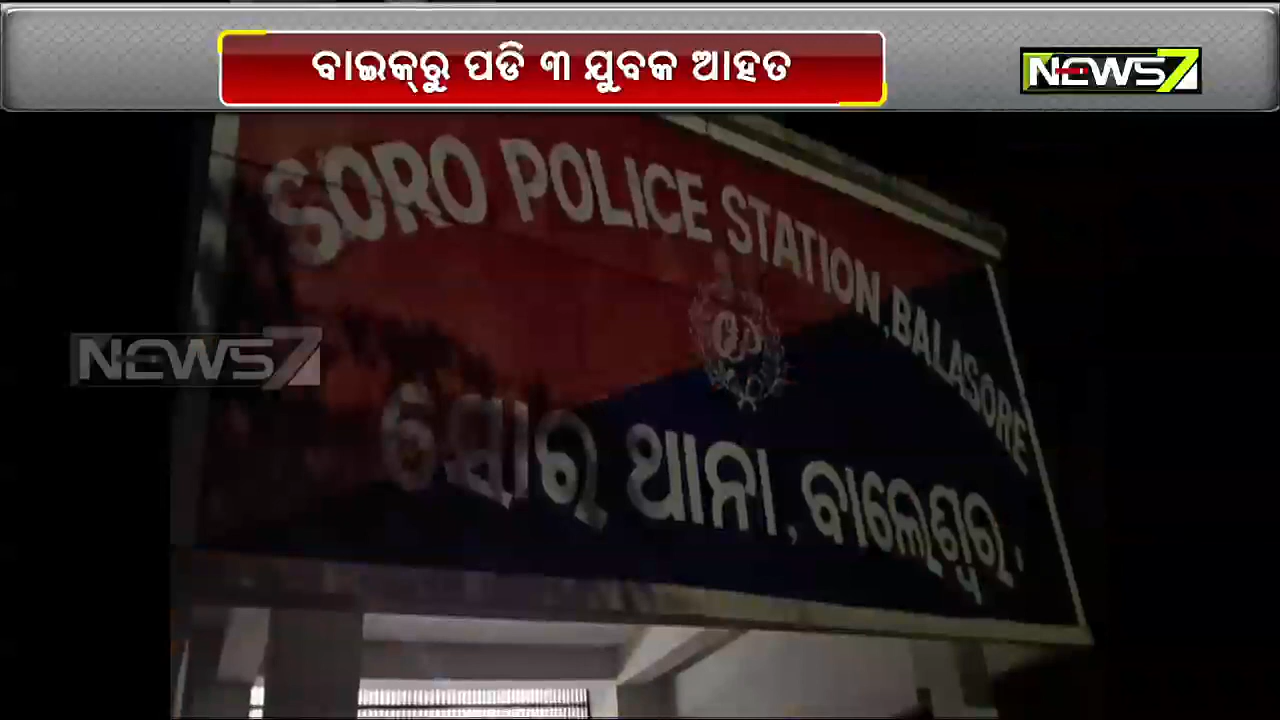 ବାଇକ୍‌ରୁ ପଡି ୩ ଯୁବକ ଆହତ
NEWS7
SORO POLICE STATION, BALASORE
NEWS7
ସୋର ଥାନା, ବାଲେଶ୍ୱର.